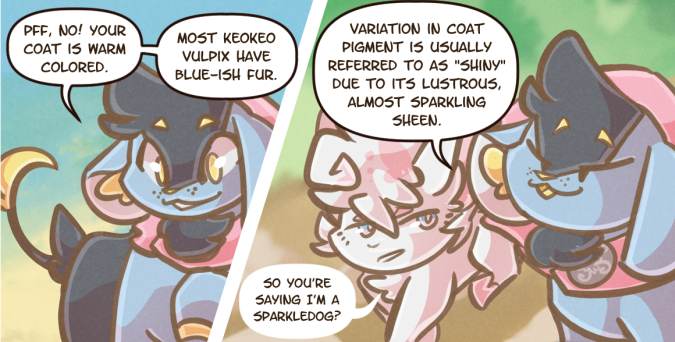 PFF, NO! YOUR
COAT IS WARM
COLORED.
MOST KEOKEO
VULPIX HAVE
BLUE-ISH FUR.
VARIATION IN COAT
PIGMENT IS USUALLY
REFERRED TO AS "SHINY"
DUE TO ITS LUSTROUS,
ALMOST SPARKLING
SHEEN.
SO YOU'RE
SAYING I'M A
SPARKLEDOG?